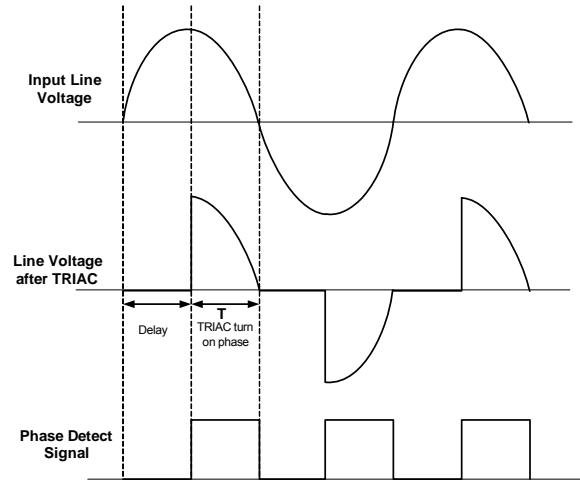 Input Line
Voltage
Line Voltage
after TRIAC
Delay
T
TRIAC turn
on phase
Phase Detect
Signal